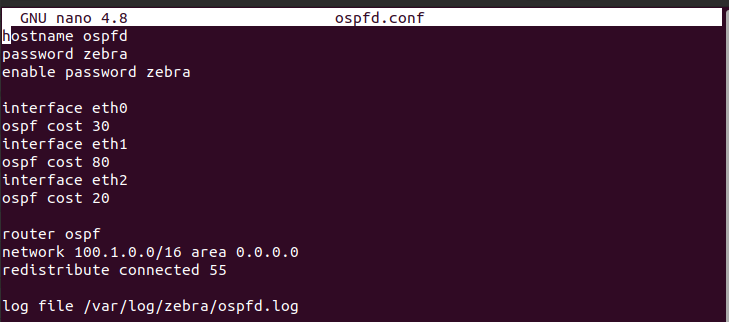 GNU nano 4.8 ospfd.conf
hostname ospfd
password zebra
enable password zebra
interface eth0
ospf cost 30
interface eth1
ospf cost 80
interface eth2
ospf cost 20
router ospf
network 100.1.0.0/16 area 0.0.0.0
redistribute connected 55
log file /var/log/zebra/ospfd.log